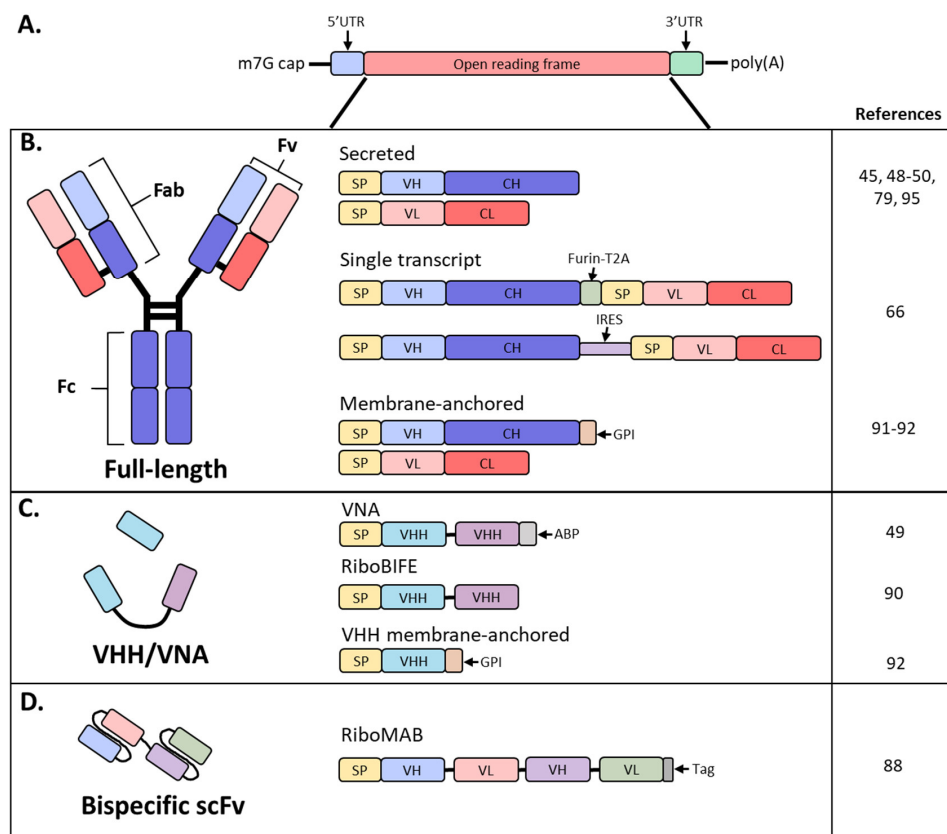 A.
5'UTR
3'UTR
m7G cap
Open reading frame
poly(A)
References
B.
Fv
Fab
Fc
Full-length
Secreted
SP VH CH
SP VL CL
45, 48-50,
79, 95
Single transcript
Furin-T2A
SP VH CH SP VL CL
IRES
SP VH CH SP VL CL
66
Membrane-anchored
SP VH CH GPI
SP VL CL
91-92
C.
VHH/VNA
VNA
SP VHH VHH ABP
49
RiboBIFE
SP VHH VHH
90
VHH membrane-anchored
SP VHH GPI
92
D.
Bispecific scFv
RiboMAB
SP VH VL VH VL Tag
88